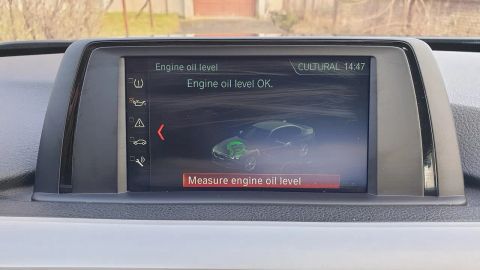 Engine oil level
CULTURAL 14:47
Engine oil level OK.
Measure engine oil level